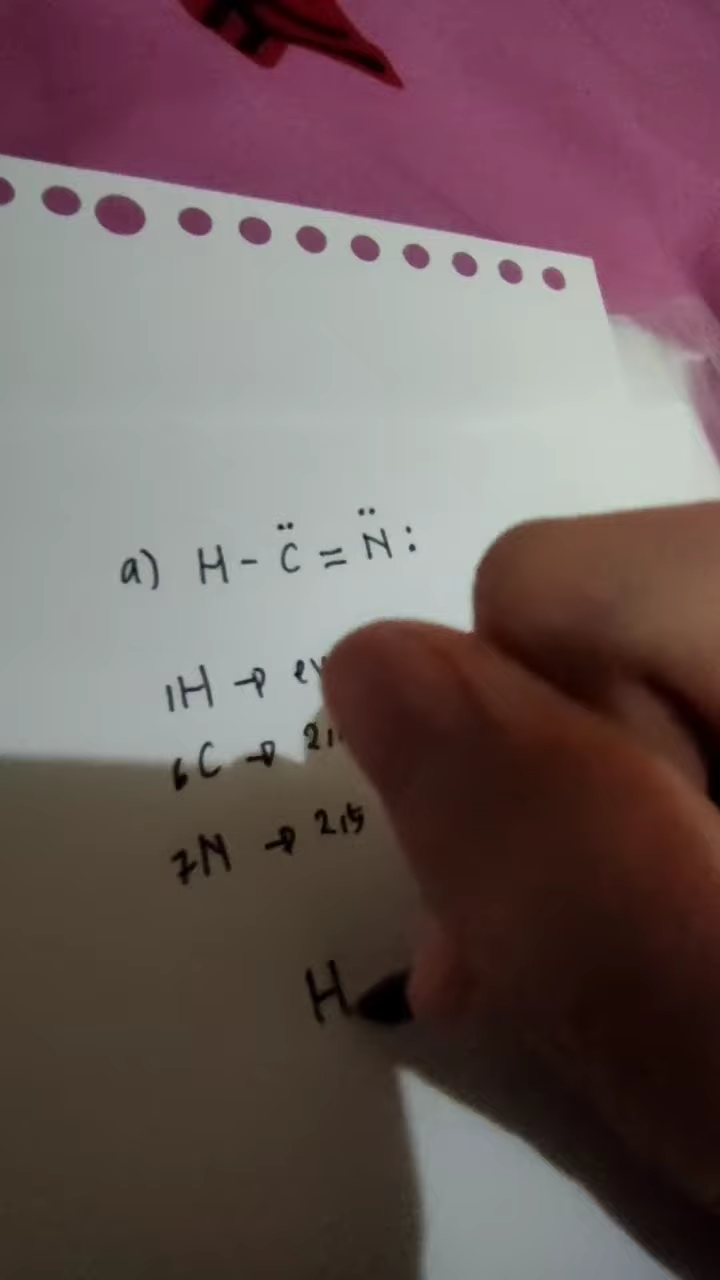 a) H - C̈ = N̈ :
1H →
6C →
7N → 2,5
H